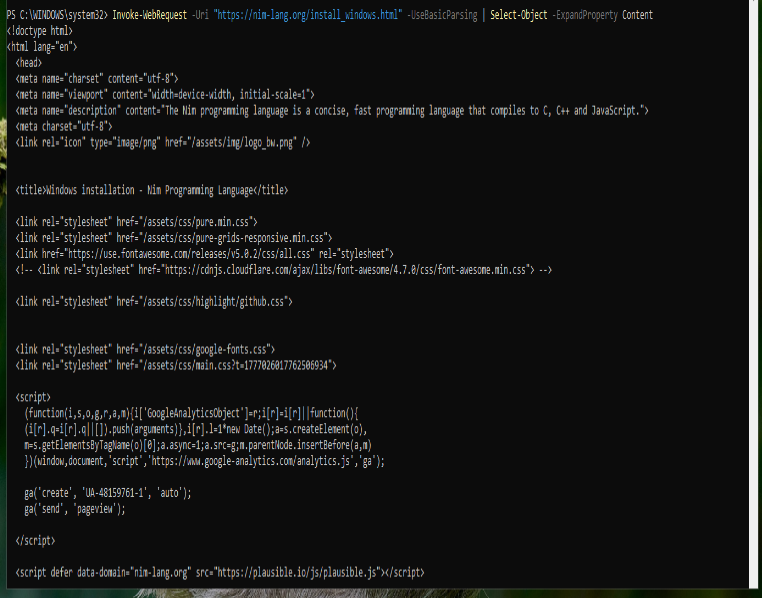 PS C:\WINDOWS\system32> Invoke-WebRequest -Uri "https://nim-lang.org/install_windows.html" -UseBasicParsing | Select-Object -ExpandProperty Content
<!doctype html>
<html lang="en">
<head>
<meta name="charset" content="utf-8">
<meta name="viewport" content="width=device-width, initial-scale=1">
<meta name="description" content="The Nim programming language is a concise, fast programming language that compiles to C, C++ and JavaScript.">
<meta charset="utf-8">
<link rel="icon" type="image/png" href="/assets/img/logo_bw.png" />
<title>Windows installation - Nim Programming Language</title>
<link rel="stylesheet" href="/assets/css/pure.min.css">
<link rel="stylesheet" href="/assets/css/pure-grids-responsive.min.css">
<link href="https://use.fontawesome.com/releases/v5.0.2/css/all.css" rel="stylesheet">
<!-- <link rel="stylesheet" href="https://cdnjs.cloudflare.com/ajax/libs/font-awesome/4.7.0/css/font-awesome.min.css"> -->
<link rel="stylesheet" href="/assets/css/highlight/github.css">
<link rel="stylesheet" href="/assets/css/google-fonts.css">
<link rel="stylesheet" href="/assets/css/main.css?t=1777026017762506934">
<script>
(function(i,s,o,g,r,a,m){i['GoogleAnalyticsObject']=r;i[r]=i[r]||function(){
(i[r].q=i[r].q||[]).push(arguments)},i[r].l=1*new Date();a=s.createElement(o),
m=s.getElementsByTagName(o)[0];a.async=1;a.src=g;m.parentNode.insertBefore(a,m)
})(window,document,'script','https://www.google-analytics.com/analytics.js','ga');
ga('create', 'UA-48159761-1', 'auto');
ga('send', 'pageview');
</script>
<script defer data-domain="nim-lang.org" src="https://plausible.io/js/plausible.js"></script>